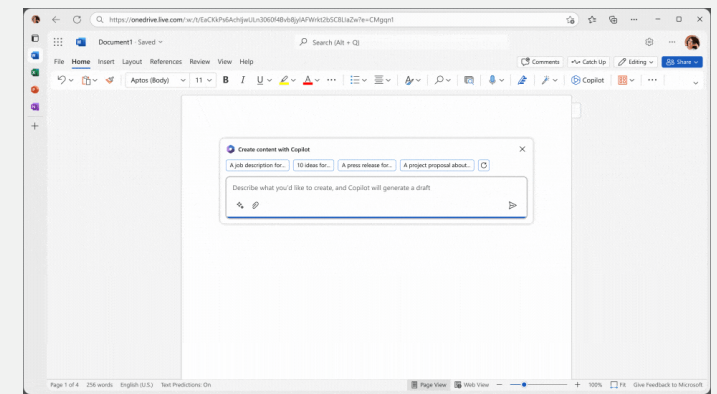 https://onedrive.live.com/
Document1 · Saved
Search (Alt + Q)
File Home Insert Layout References Review View Help
Comments Catch Up Editing Share
Aptos (Body) 11 B I U A Copilot
Create content with Copilot
A job description for... 10 ideas for... A press release for... A project proposal about...
Describe what you'd like to create, and Copilot will generate a draft
Page 1 of 4 256 words English (U.S.) Text Predictions: On Page View Web View 100% Fit Give Feedback to Microsoft